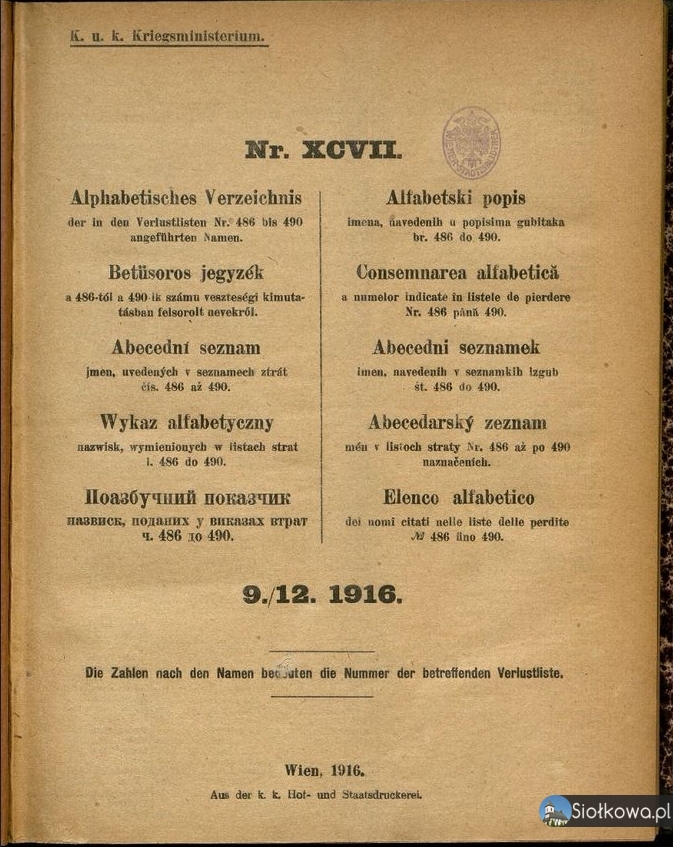 K. u. k. Kriegsministerium.
Nr. XCVII.
WIENER STADTBIBLIOTHEK
Alphabetisches Verzeichnis
der in den Verlustlisten Nr. 486 bis 490
angeführten Namen.
Betüsoros jegyzék
a 486-tól a 490-ik számu veszteségi kimuta-
tásban felsorolt nevekről.
Abecední seznam
jmen, uvedených v seznamech ztrát
čís. 486 až 490.
Wykaz alfabetyczny
nazwisk, wymienionych w listach strat
l. 486 do 490.
Поазбучний показчик
назвиск, поданих у виказах втрат
ч. 486 до 490.
Alfabetski popis
imena, navedenih u popisima gubitaka
br. 486 do 490.
Consemnarea alfabetică
a numelor indicate în listele de pierdere
Nr. 486 până 490.
Abecedni seznamek
imen, navedenih v seznamkih izgub
št. 486 do 490.
Abecedarský zeznam
mén v listoch straty Nr. 486 až po 490
naznačeních.
Elenco alfabetico
dei nomi citati nelle liste delle perdite
№ 486 fino 490.
9./12. 1916.
Die Zahlen nach den Namen bedeuten die Nummer der betreffenden Verlustliste.
Wien, 1916.
Aus der k. k. Hof- und Staatsdruckerei.
Siołkowa.pl